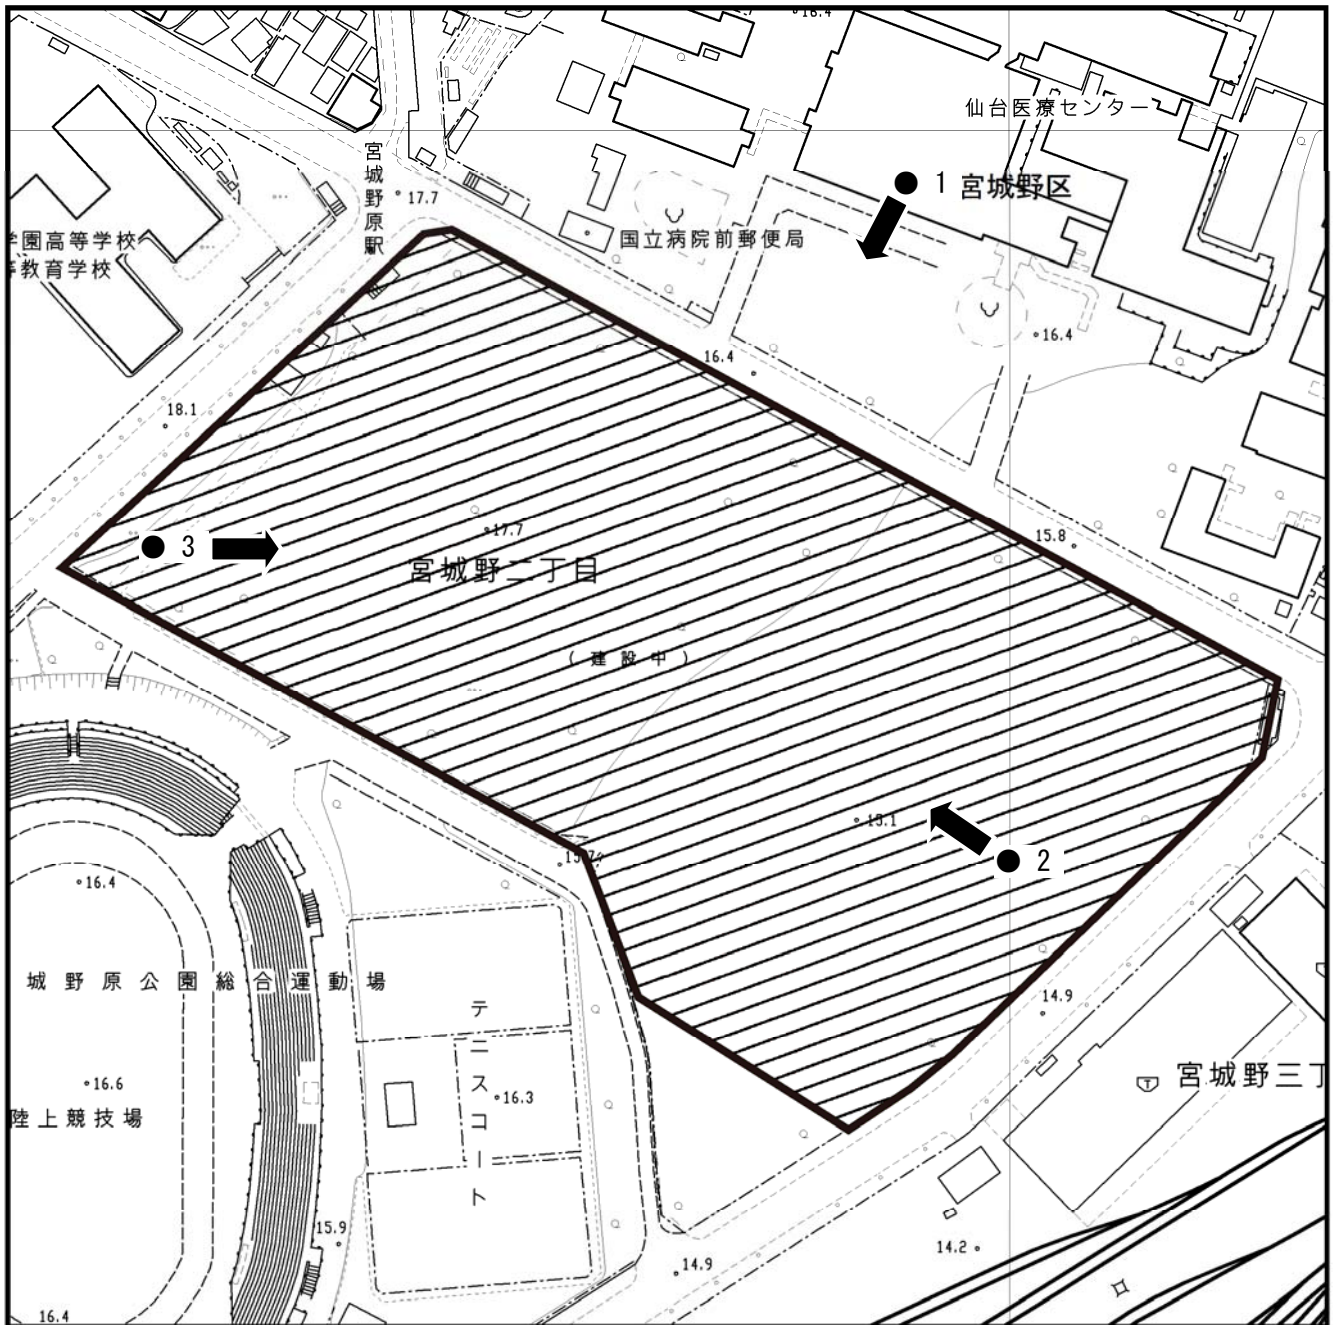 16.4
仙台医療センター
宮城野原駅
17.7
1
宮城野区
学園高等学校
等教育学校
国立病院前郵便局
16.4
16.4
18.1
3
17.7
宮城野二丁目
15.8
(建設中)
15.1
2
16.4
城野原公園総合運動場
テニスコート
14.9
宮城野三丁
16.6
16.3
陸上競技場
15.9
14.2
14.9
16.4